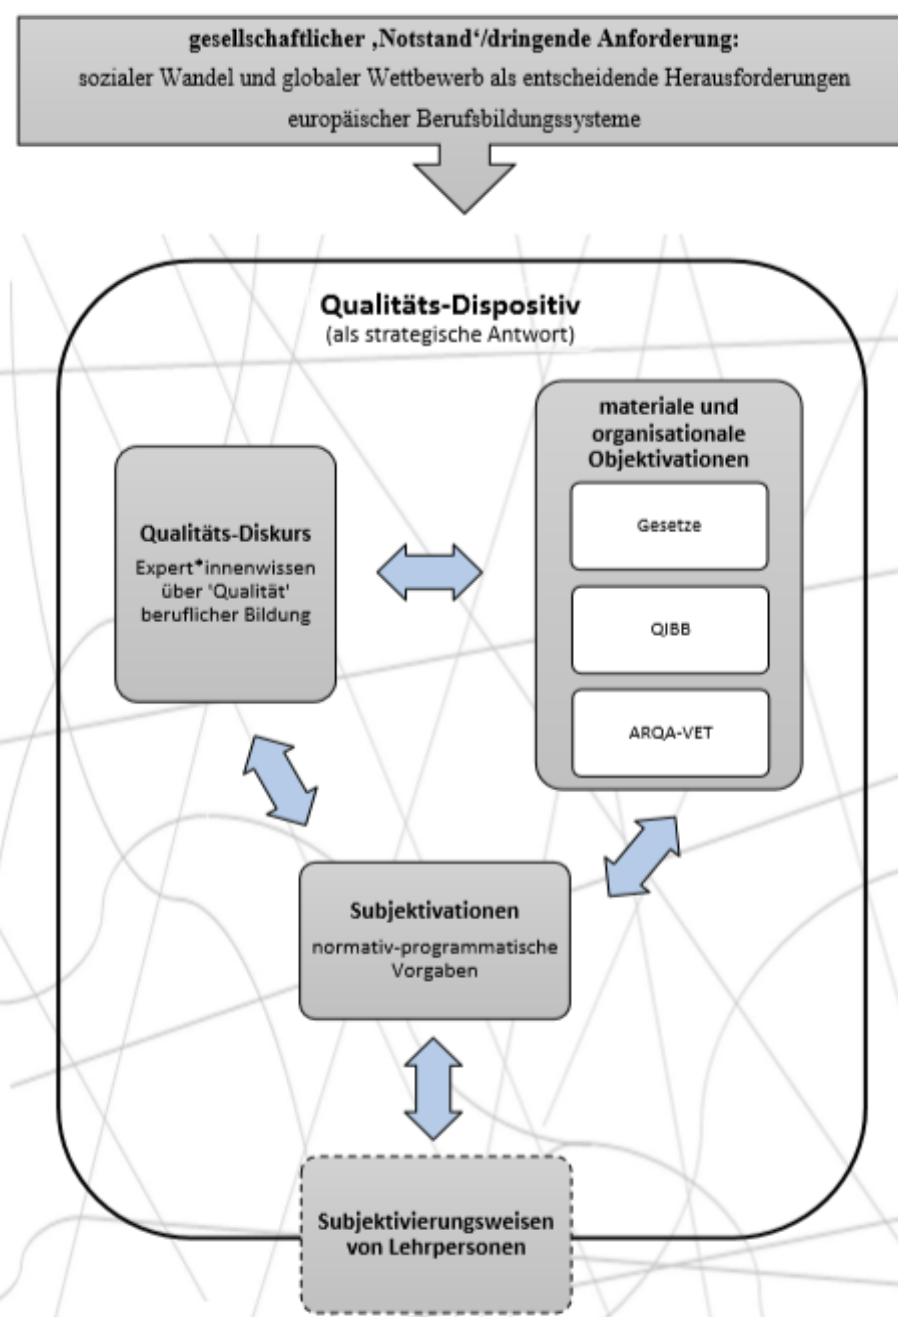 gesellschaftlicher ‚Notstand‘/dringende Anforderung:
sozialer Wandel und globaler Wettbewerb als entscheidende Herausforderungen
europäischer Berufsbildungssysteme
Qualitäts-Dispositiv
(als strategische Antwort)
materiale und
organisationale
Objektivationen
Gesetze
QIBB
ARQA-VET
Qualitäts-Diskurs
Expert*innenwissen
über 'Qualität'
beruflicher Bildung
Subjektivationen
normativ-programmatische
Vorgaben
Subjektivierungsweisen
von Lehrpersonen